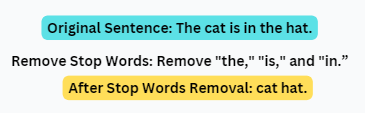 Original Sentence: The cat is in the hat.
Remove Stop Words: Remove "the," "is," and "in.”
After Stop Words Removal: cat hat.